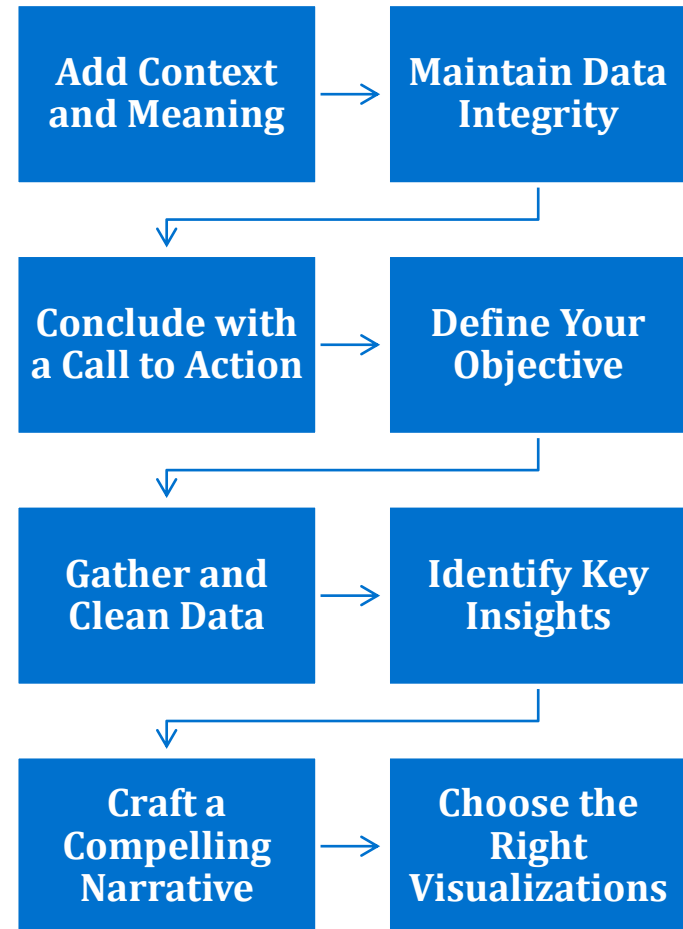 Add Context
and Meaning
Maintain Data
Integrity
Conclude with
a Call to Action
Define Your
Objective
Gather and
Clean Data
Identify Key
Insights
Craft a
Compelling
Narrative
Choose the
Right
Visualizations